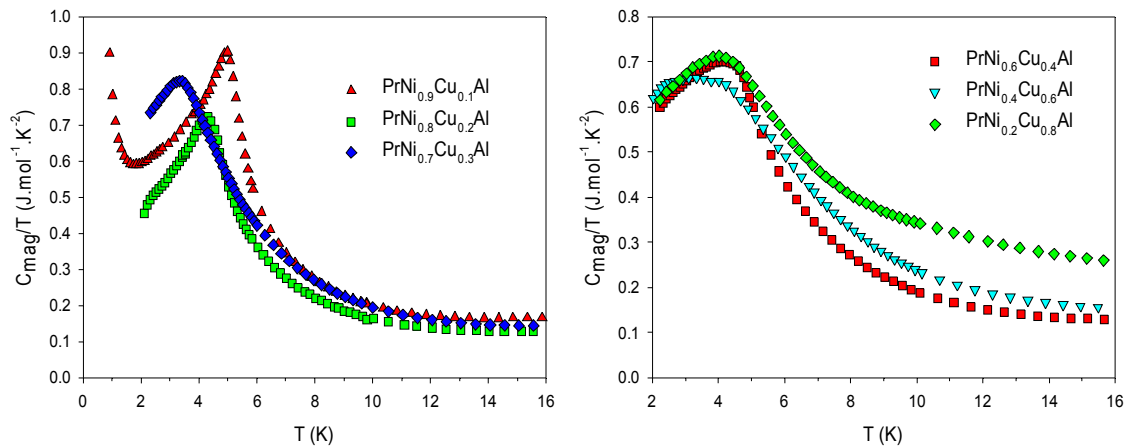 1.0
0.9
0.8
0.7
0.6
0.5
0.4
0.3
0.2
0.1
0.0
0 2 4 6 8 10 12 14 16
T (K)
Cmag/T (J.mol⁻¹.K⁻²)
PrNi0.9Cu0.1Al
PrNi0.8Cu0.2Al
PrNi0.7Cu0.3Al
0.8
0.7
0.6
0.5
0.4
0.3
0.2
0.1
0.0
2 4 6 8 10 12 14 16
T (K)
Cmag/T (J.mol⁻¹.K⁻²)
PrNi0.6Cu0.4Al
PrNi0.4Cu0.6Al
PrNi0.2Cu0.8Al